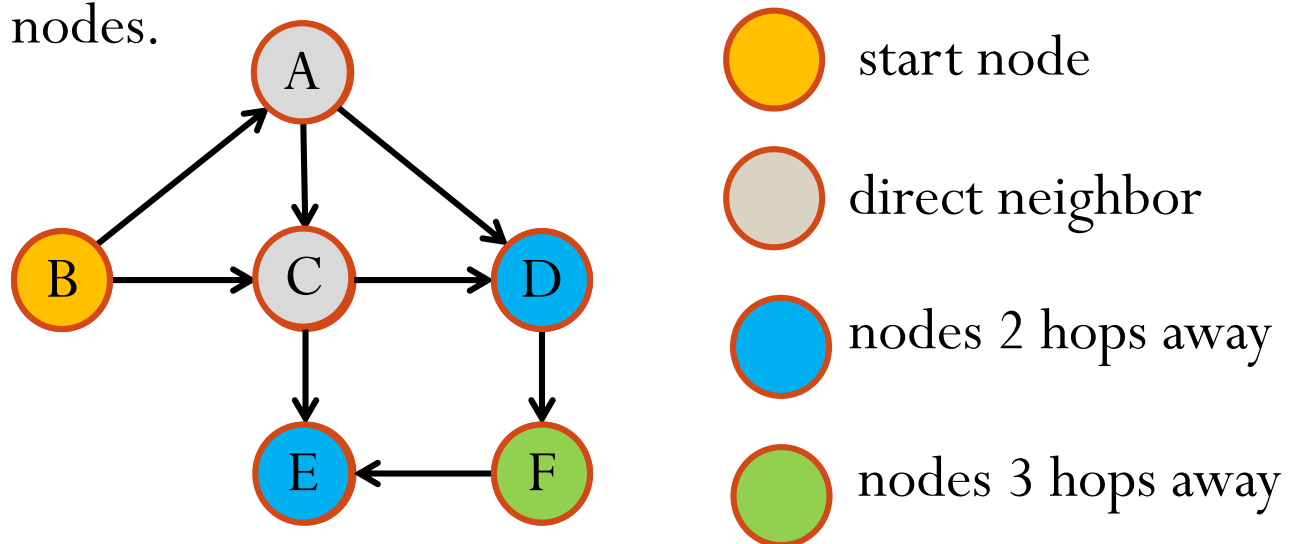 nodes.
A
B
C
D
E
F
start node
direct neighbor
nodes 2 hops away
nodes 3 hops away